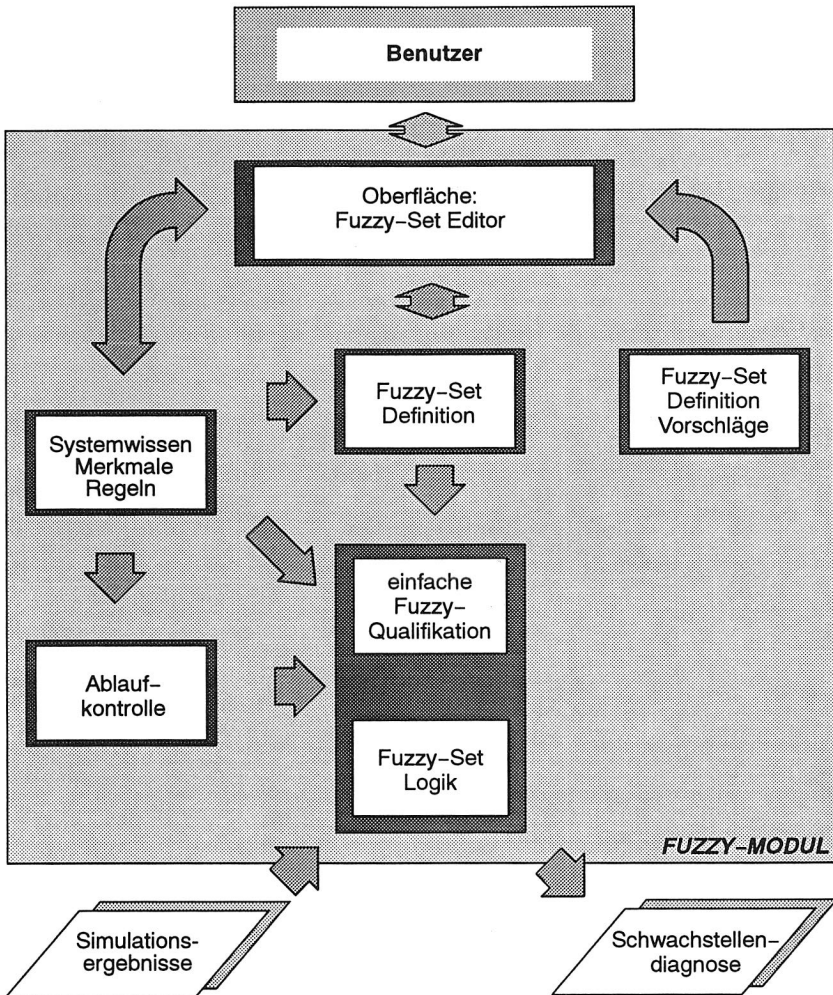 Benutzer
Oberfläche:
Fuzzy–Set Editor
Fuzzy–Set
Definition
Fuzzy–Set
Definition
Vorschläge
Systemwissen
Merkmale
Regeln
einfache
Fuzzy–
Qualifikation
Ablauf–
kontrolle
Fuzzy–Set
Logik
FUZZY–MODUL
Simulations-
ergebnisse
Schwachstellen-
diagnose